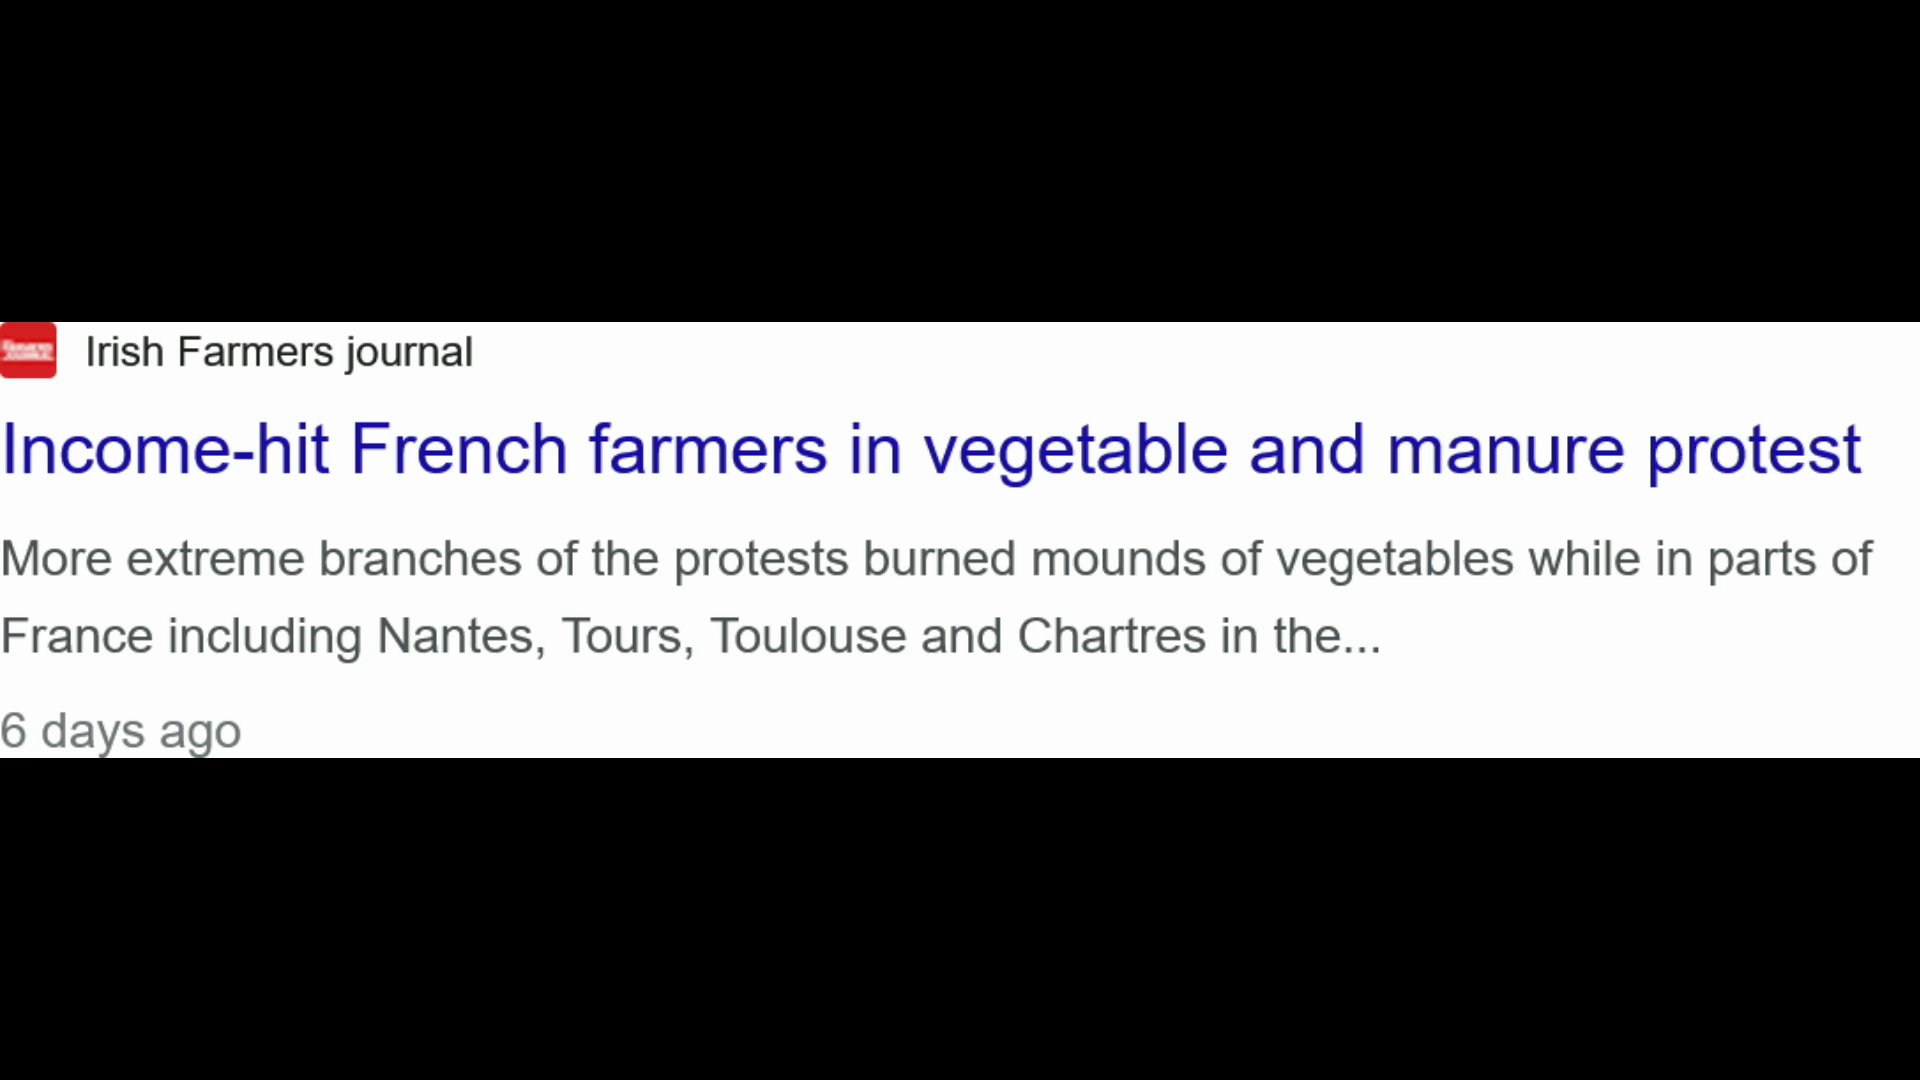 Irish Farmers journal
Income-hit French farmers in vegetable and manure protest
More extreme branches of the protests burned mounds of vegetables while in parts of
France including Nantes, Tours, Toulouse and Chartres in the...
6 days ago